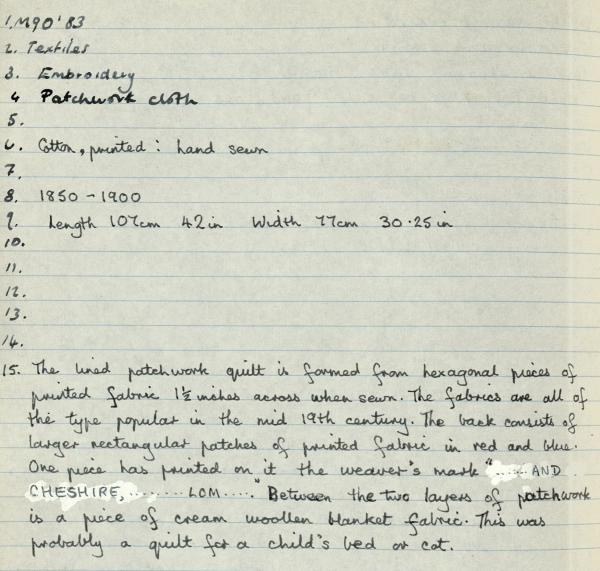 1. M90'83
2. Textiles
3. Embroidery
4 Patchwork cloth
5.
6. Cotton, printed : hand sewn
7.
8. 1850 - 1900
9. Length 107cm 42in Width 77cm 30.25 in
10.
11.
12.
13.
14.
15. The lined patchwork quilt is formed from hexagonal pieces of
printed fabric 1½ inches across when sewn. The fabrics are all of
the type popular in the mid 19th century. The back consists of
larger rectangular patches of printed fabric in red and blue.
One piece has printed on it the weaver's mark "......AND
CHESHIRE, ......... LOM....." Between the two layers of patchwork
is a piece of cream woollen blanket fabric. This was
probably a quilt for a child's bed or cot.